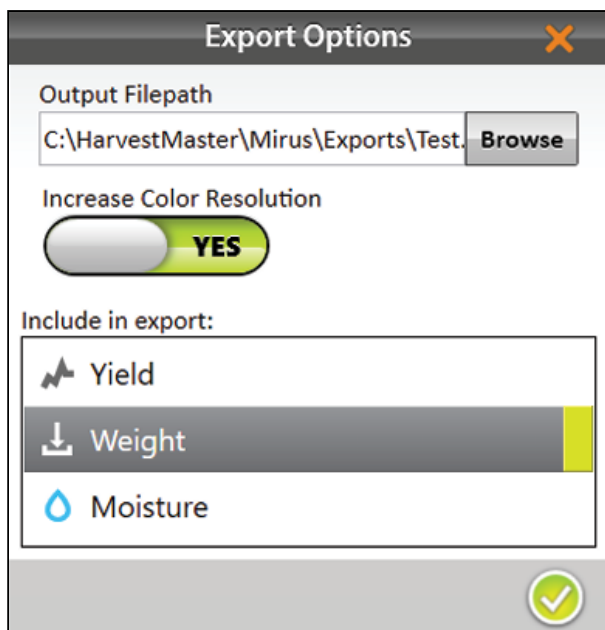 Export Options
Output Filepath
C:\HarvestMaster\Mirus\Exports\Test. Browse
Increase Color Resolution
YES
Include in export:
Yield
Weight
Moisture